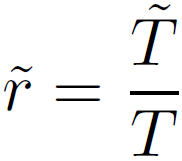 r̃ = T̃ / T